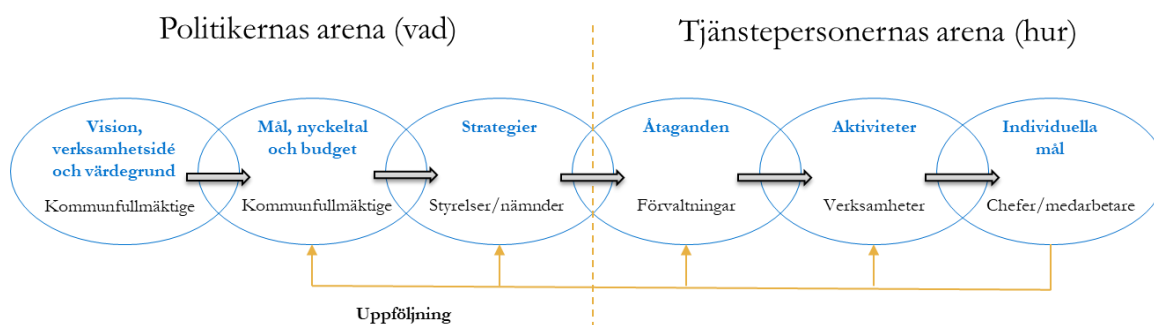 Politikernas arena (vad)
Tjänstepersonernas arena (hur)
Vision,
verksamhetsidé
och värdegrund
Kommunfullmäktige
Mål, nyckeltal
och budget
Kommunfullmäktige
Strategier
Styrelser/nämnder
Åtaganden
Förvaltningar
Aktiviteter
Verksamheter
Individuella
mål
Chefer/medarbetare
Uppföljning